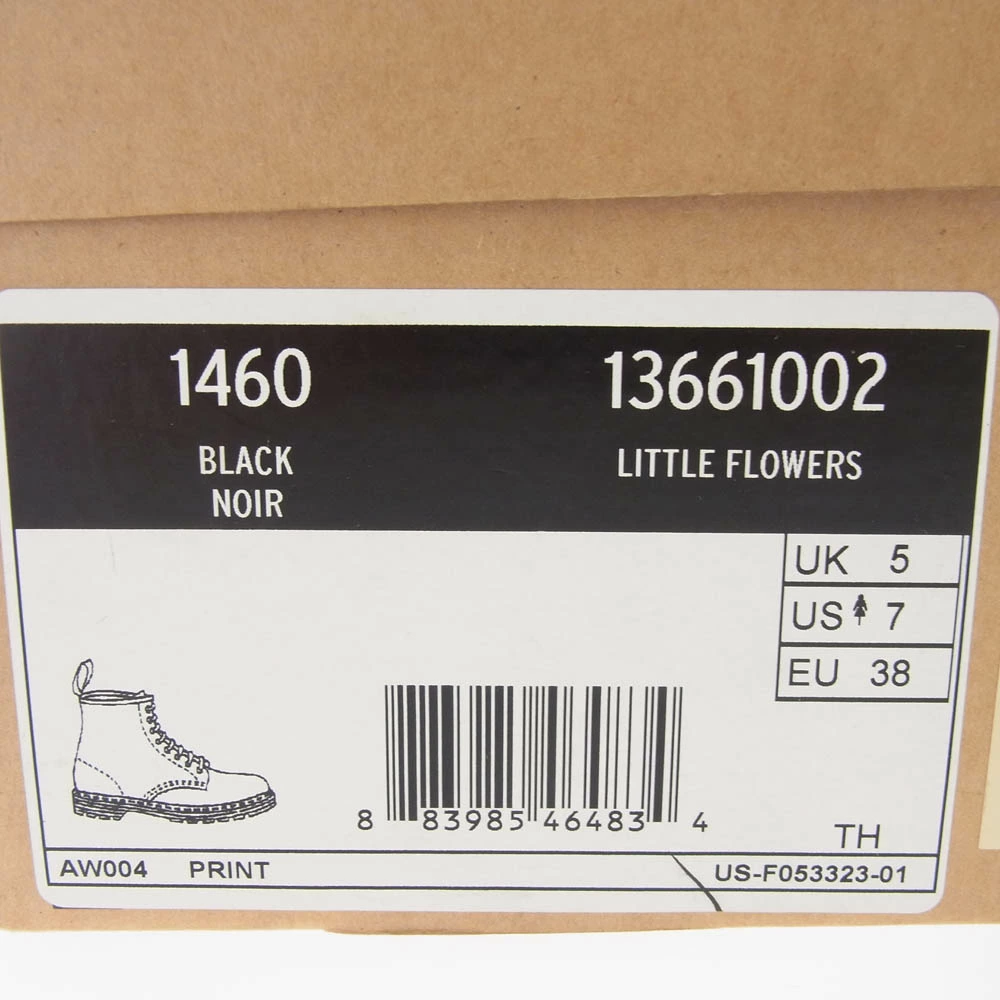 1460
BLACK
NOIR
13661002
LITTLE FLOWERS
UK 5
US 7
EU 38
8 83985 46483 4
TH
AW004 PRINT
US-F053323-01